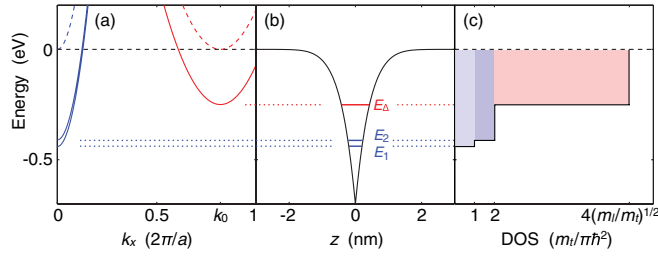 (a) (b) (c)
Energy (eV)
0
-0.5
E_Δ
E_2
E_1
0 0.5 k_0 1
-2 0 2
1 2 4(m_l/m_t)^{1/2}
k_x (2π/a)
z (nm)
DOS (m_t/πħ^2)